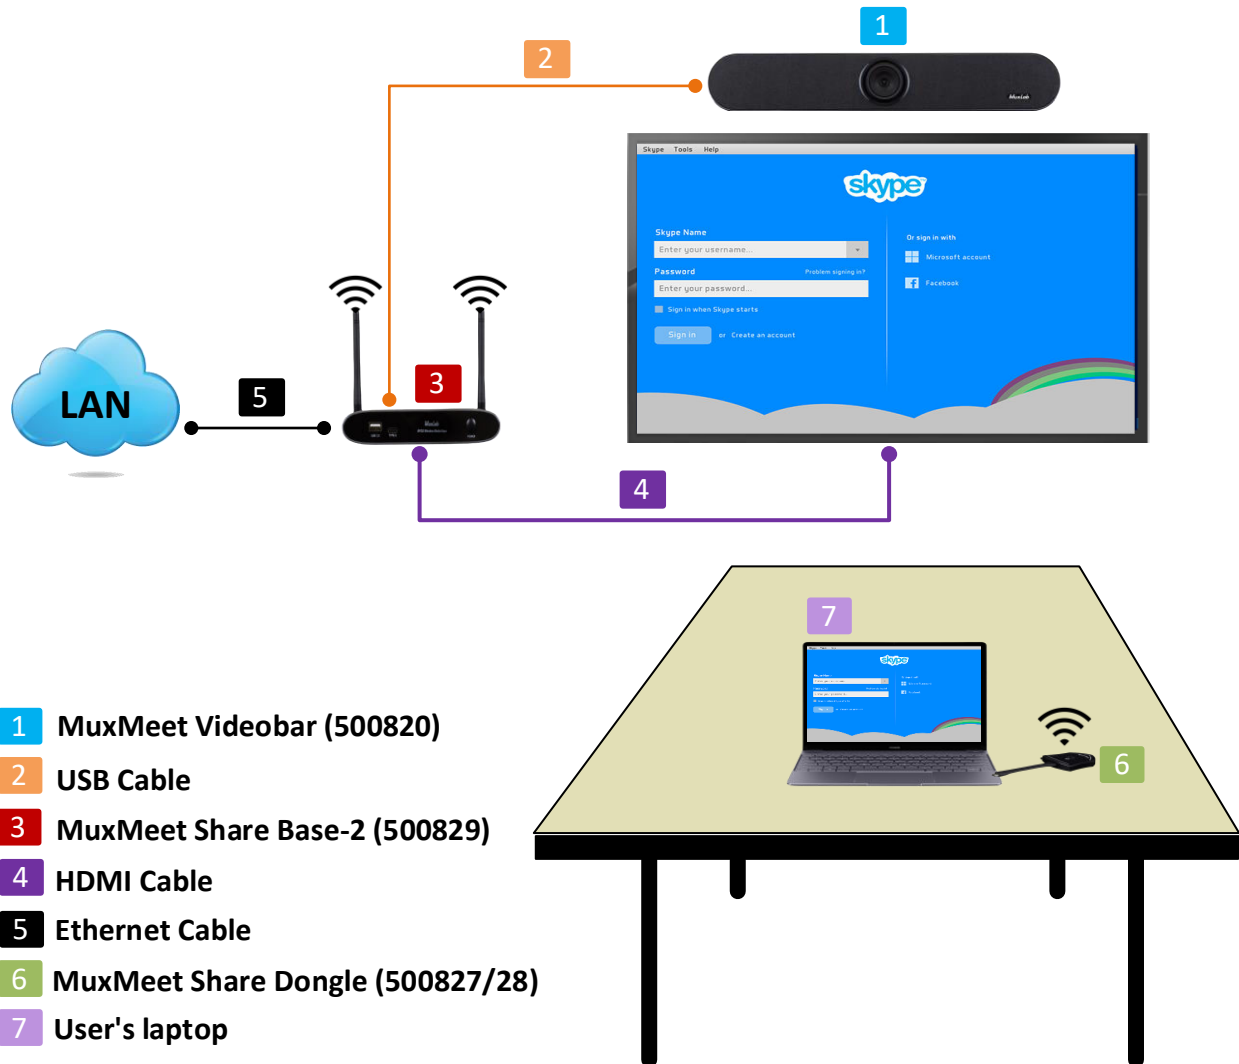 1
2
MuxLab
Skype Tools Help
skype
Skype Name
Enter your username...
Or sign in with
Microsoft account
Password
Problem signing in?
Enter your password...
Facebook
Sign in when Skype starts
Sign in
or Create an account
3
LAN
5
MuxLab
4
7
skype
6
1 MuxMeet Videobar (500820)
2 USB Cable
3 MuxMeet Share Base-2 (500829)
4 HDMI Cable
5 Ethernet Cable
6 MuxMeet Share Dongle (500827/28)
7 User's laptop